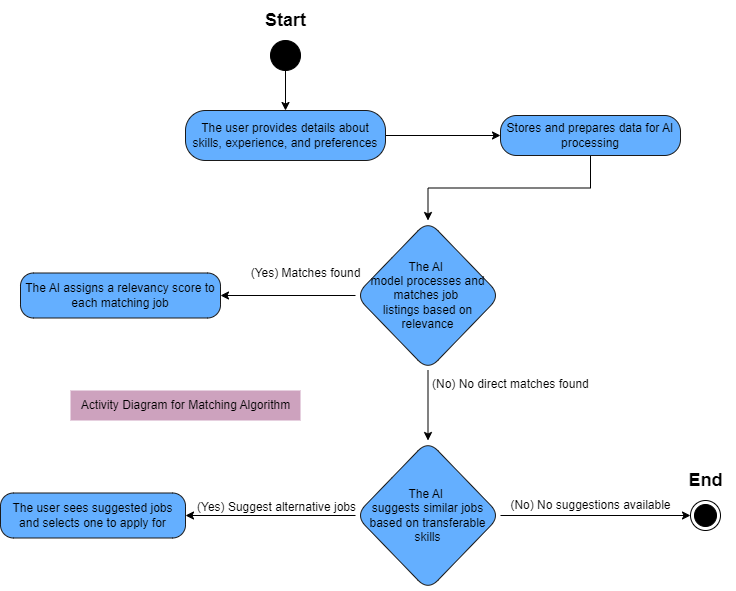 Start
The user provides details about
skills, experience, and preferences
Stores and prepares data for AI
processing
The AI
model processes and
matches job
listings based on
relevance
(Yes) Matches found
The AI assigns a relevancy score to
each matching job
(No) No direct matches found
Activity Diagram for Matching Algorithm
The AI
suggests similar jobs
based on transferable
skills
(Yes) Suggest alternative jobs
The user sees suggested jobs
and selects one to apply for
(No) No suggestions available
End